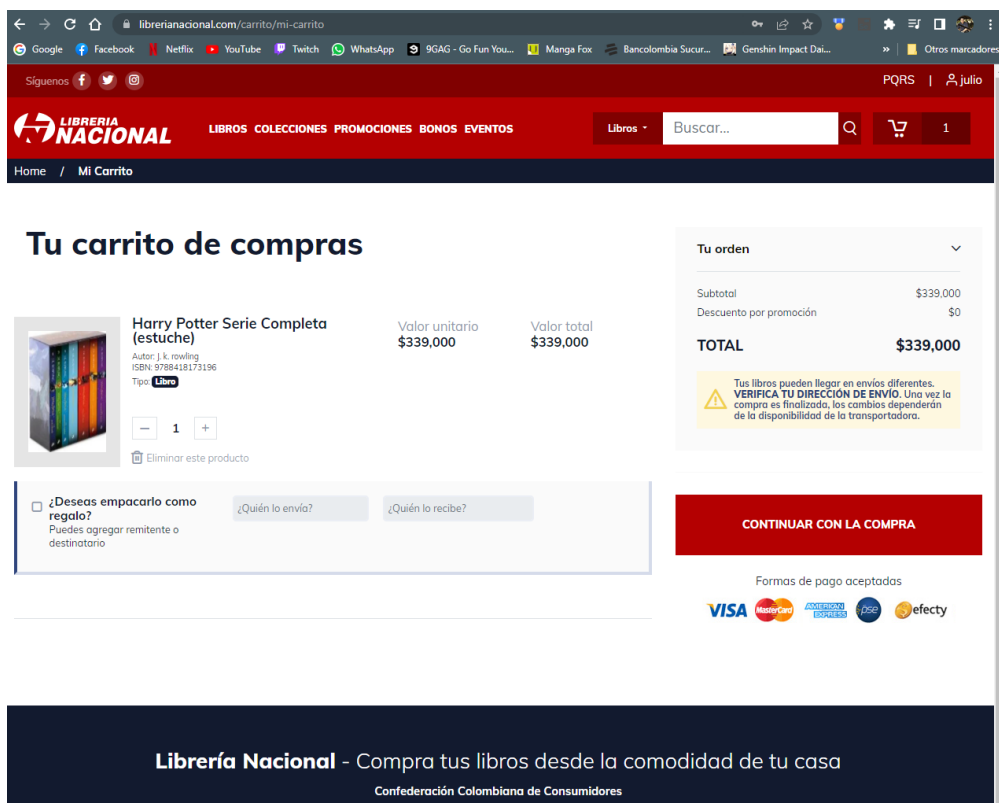 librerianacional.com/carrito/mi-carrito
Google Facebook Netflix YouTube Twitch WhatsApp 9GAG - Go Fun You... Manga Fox Bancolombia Sucur... Genshin Impact Dai... » Otros marcadores
Síguenos
PQRS | julio
LIBRERIA
NACIONAL
LIBROS COLECCIONES PROMOCIONES BONOS EVENTOS
Libros
Buscar...
1
Home / Mi Carrito
Tu carrito de compras
Harry Potter Serie Completa
(estuche)
Autor: J. k. rowling
ISBN: 9788418173196
Tipo: Libro
Valor unitario
$339,000
Valor total
$339,000
— 1 +
Eliminar este producto
¿Deseas empacarlo como
regalo?
Puedes agregar remitente o
destinatario
¿Quién lo envía?
¿Quién lo recibe?
Tu orden
Subtotal $339,000
Descuento por promoción $0
TOTAL $339,000
Tus libros pueden llegar en envíos diferentes.
VERIFICA TU DIRECCIÓN DE ENVÍO. Una vez la
compra es finalizada, los cambios dependerán
de la disponibilidad de la transportadora.
CONTINUAR CON LA COMPRA
Formas de pago aceptadas
VISA MasterCard AMERICAN EXPRESS pse efecty
Librería Nacional - Compra tus libros desde la comodidad de tu casa
Confederación Colombiana de Consumidores